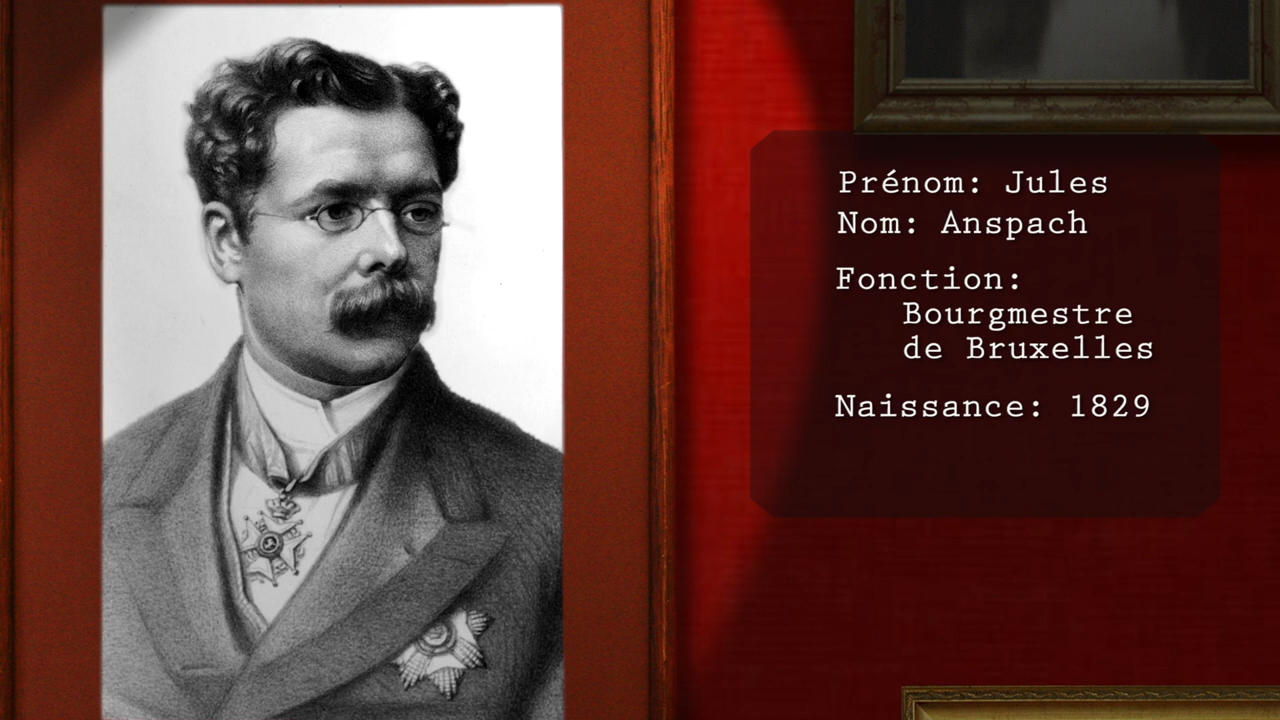 Prénom: Jules
Nom: Anspach
Fonction:
Bourgmestre
de Bruxelles
Naissance: 1829